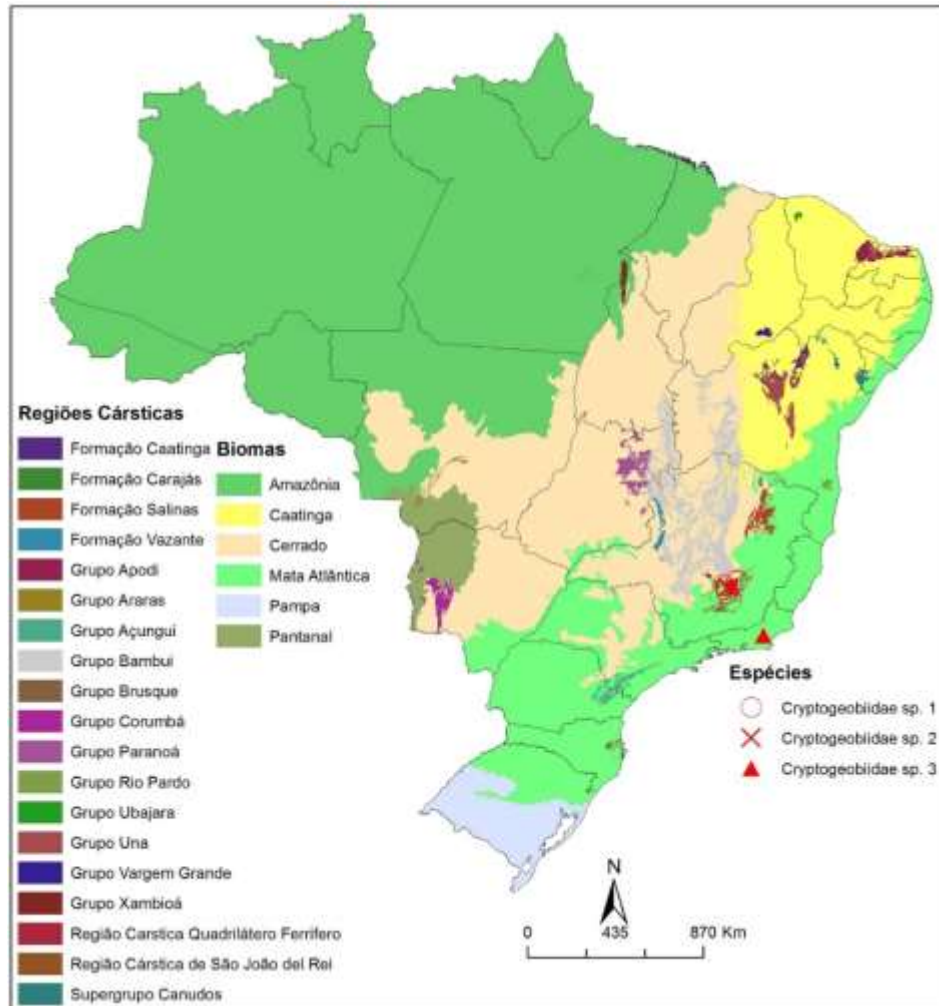 Regiões Cársticas
Formação Caatinga
Formação Carajás
Formação Salinas
Formação Vazante
Grupo Apodi
Grupo Araras
Grupo Açungui
Grupo Bambuí
Grupo Brusque
Grupo Corumbá
Grupo Paranoá
Grupo Rio Pardo
Grupo Ubajara
Grupo Una
Grupo Vargem Grande
Grupo Xambioá
Região Carstica Quadrilátero Ferrífero
Região Cárstica de São João del Rei
Supergrupo Canudos
Biomas
Amazônia
Caatinga
Cerrado
Mata Atlântica
Pampa
Pantanal
Espécies
Cryptogeobiidae sp. 1
Cryptogeobiidae sp. 2
Cryptogeobiidae sp. 3
N
0 435 870 Km